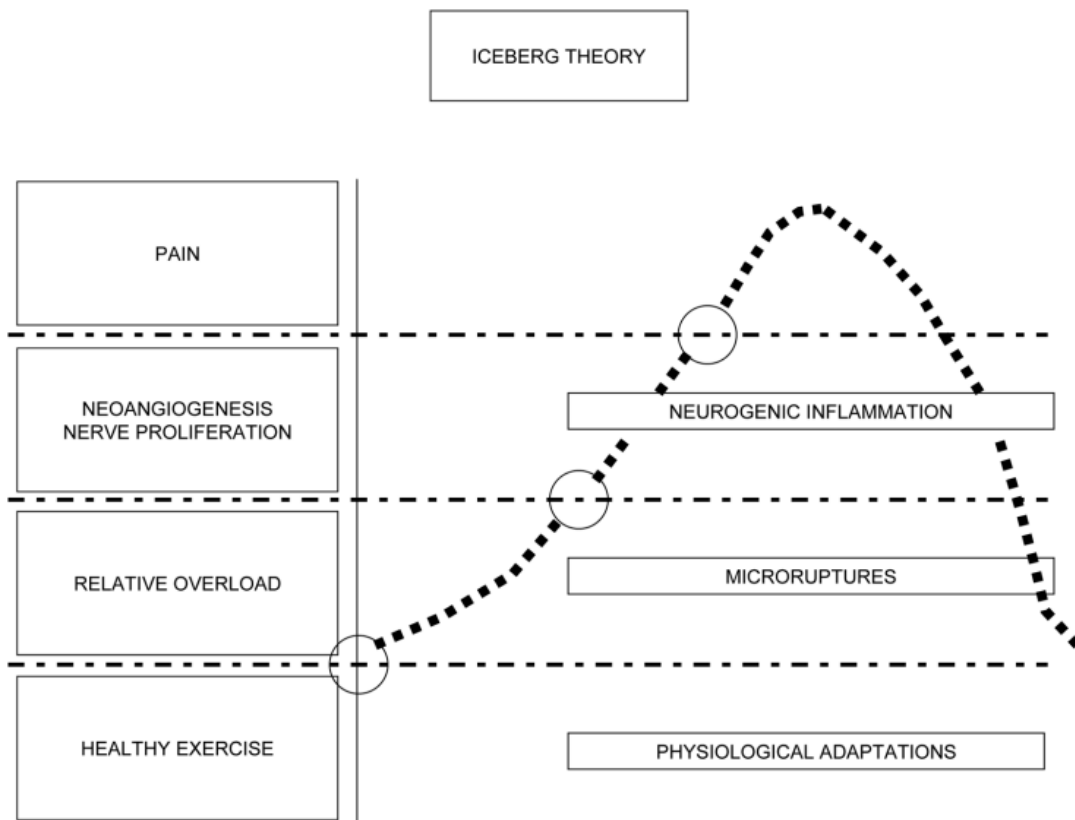 ICEBERG THEORY
PAIN
NEOANGIOGENESIS
NERVE PROLIFERATION
NEUROGENIC INFLAMMATION
RELATIVE OVERLOAD
MICRORUPTURES
HEALTHY EXERCISE
PHYSIOLOGICAL ADAPTATIONS